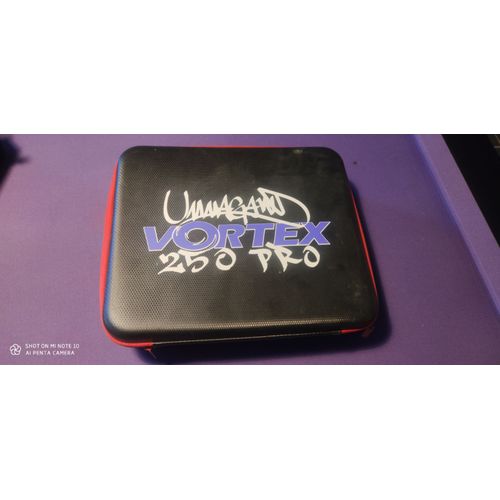 UMMAGAWD
VORTEX
250 PRO
SHOT ON MI NOTE 10
AI PENTA CAMERA